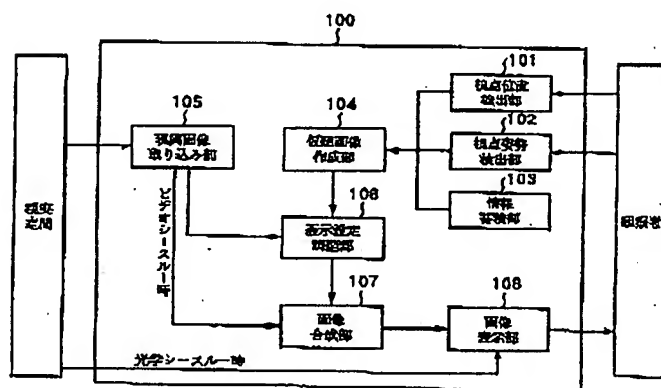 100
101
視点位置
検出部
102
視点姿勢
検出部
103
情報
蓄積部
104
仮想画像
作成部
105
現実画像
取り込み部
106
表示設定
調整部
107
画像
合成部
108
画像
表示部
現実
空間
観察者
ビデオシースルー時
光学シースルー時